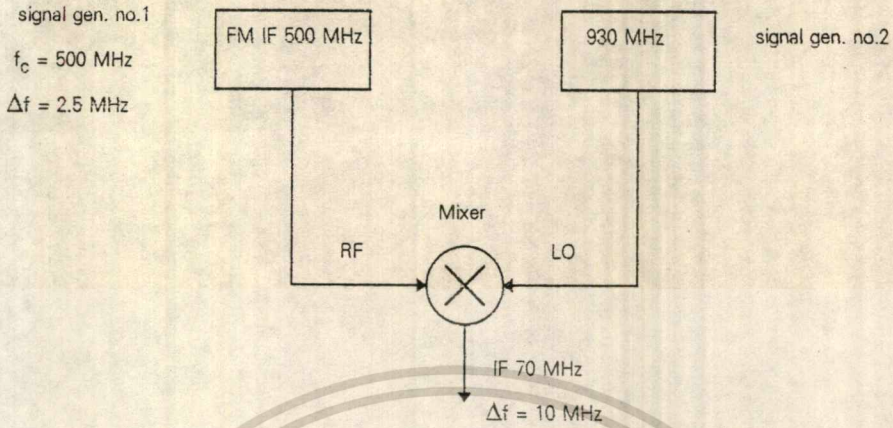 signal gen. no.1
FM IF 500 MHz
930 MHz
signal gen. no.2
f_c = 500 MHz
Δf = 2.5 MHz
Mixer
RF
LO
IF 70 MHz
Δf = 10 MHz